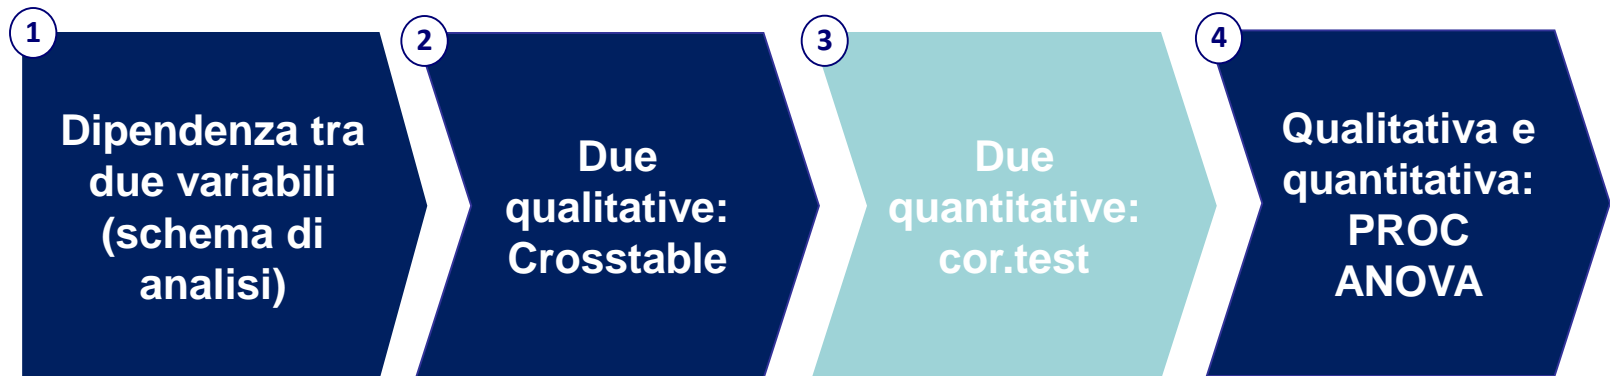 1
Dipendenza tra
due variabili
(schema di
analisi)
2
Due
qualitative:
Crosstable
3
Due
quantitative:
cor.test
4
Qualitativa e
quantitativa:
PROC
ANOVA